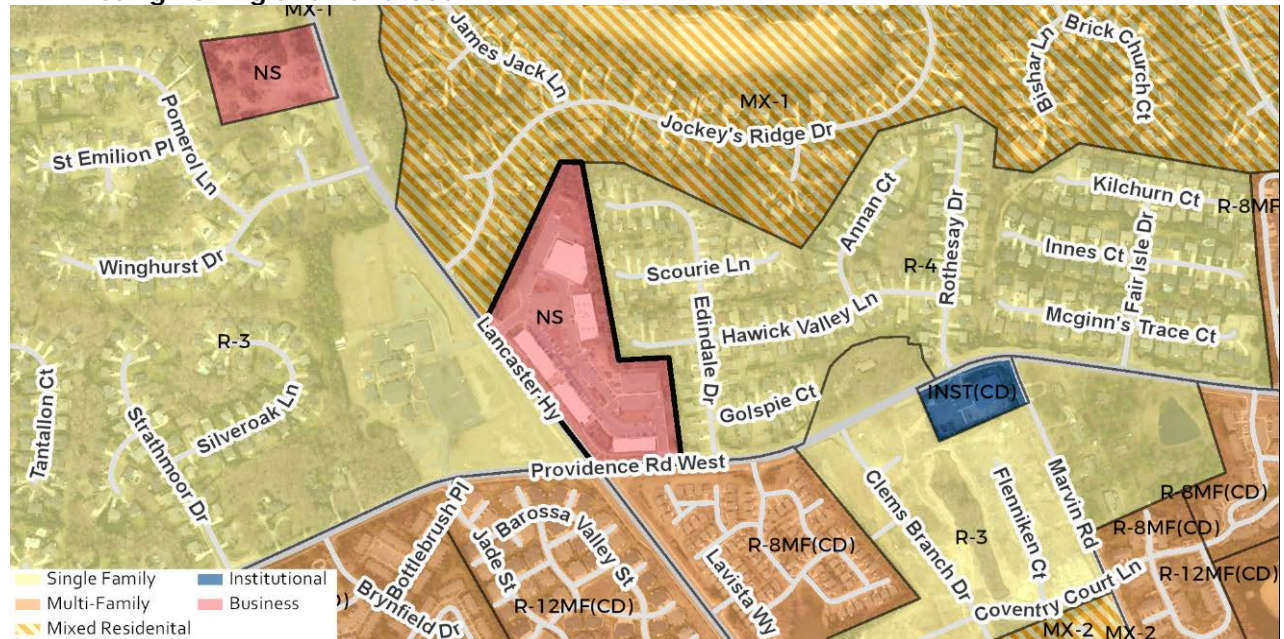 MX-1
NS
James Jack Ln
Brick Church Ct
Bishar Ln
MX-1
Jockey's Ridge Dr
Pomerol Ln
St Emilion Pl
Winghurst Dr
Annan Ct
Rothesay Dr
Kilchurn Ct
R-8MF
Innes Ct
Fair Isle Dr
Scourie Ln
R-4
Edindale Dr
Hawick Valley Ln
Mcginn's Trace Ct
NS
Lancaster Hy
R-3
Silveroak Ln
Tantallon Ct
Strathmoor Dr
Golspie Ct
INST(CD)
Providence Rd West
Bottlebrush Pl
Jade St
Barossa Valley St
Clems Branch Dr
Flenniken Ct
Marvin Rd
R-8MF(CD)
R-8MF(CD)
R-8MF(CD)
R-3
Lavista Wy
R-12MF(CD)
R-12MF(CD)
Coventry Court Ln
Brynfield Dr
MX-2
MX-2
Single Family
Institutional
Multi-Family
Business
Mixed Residenital